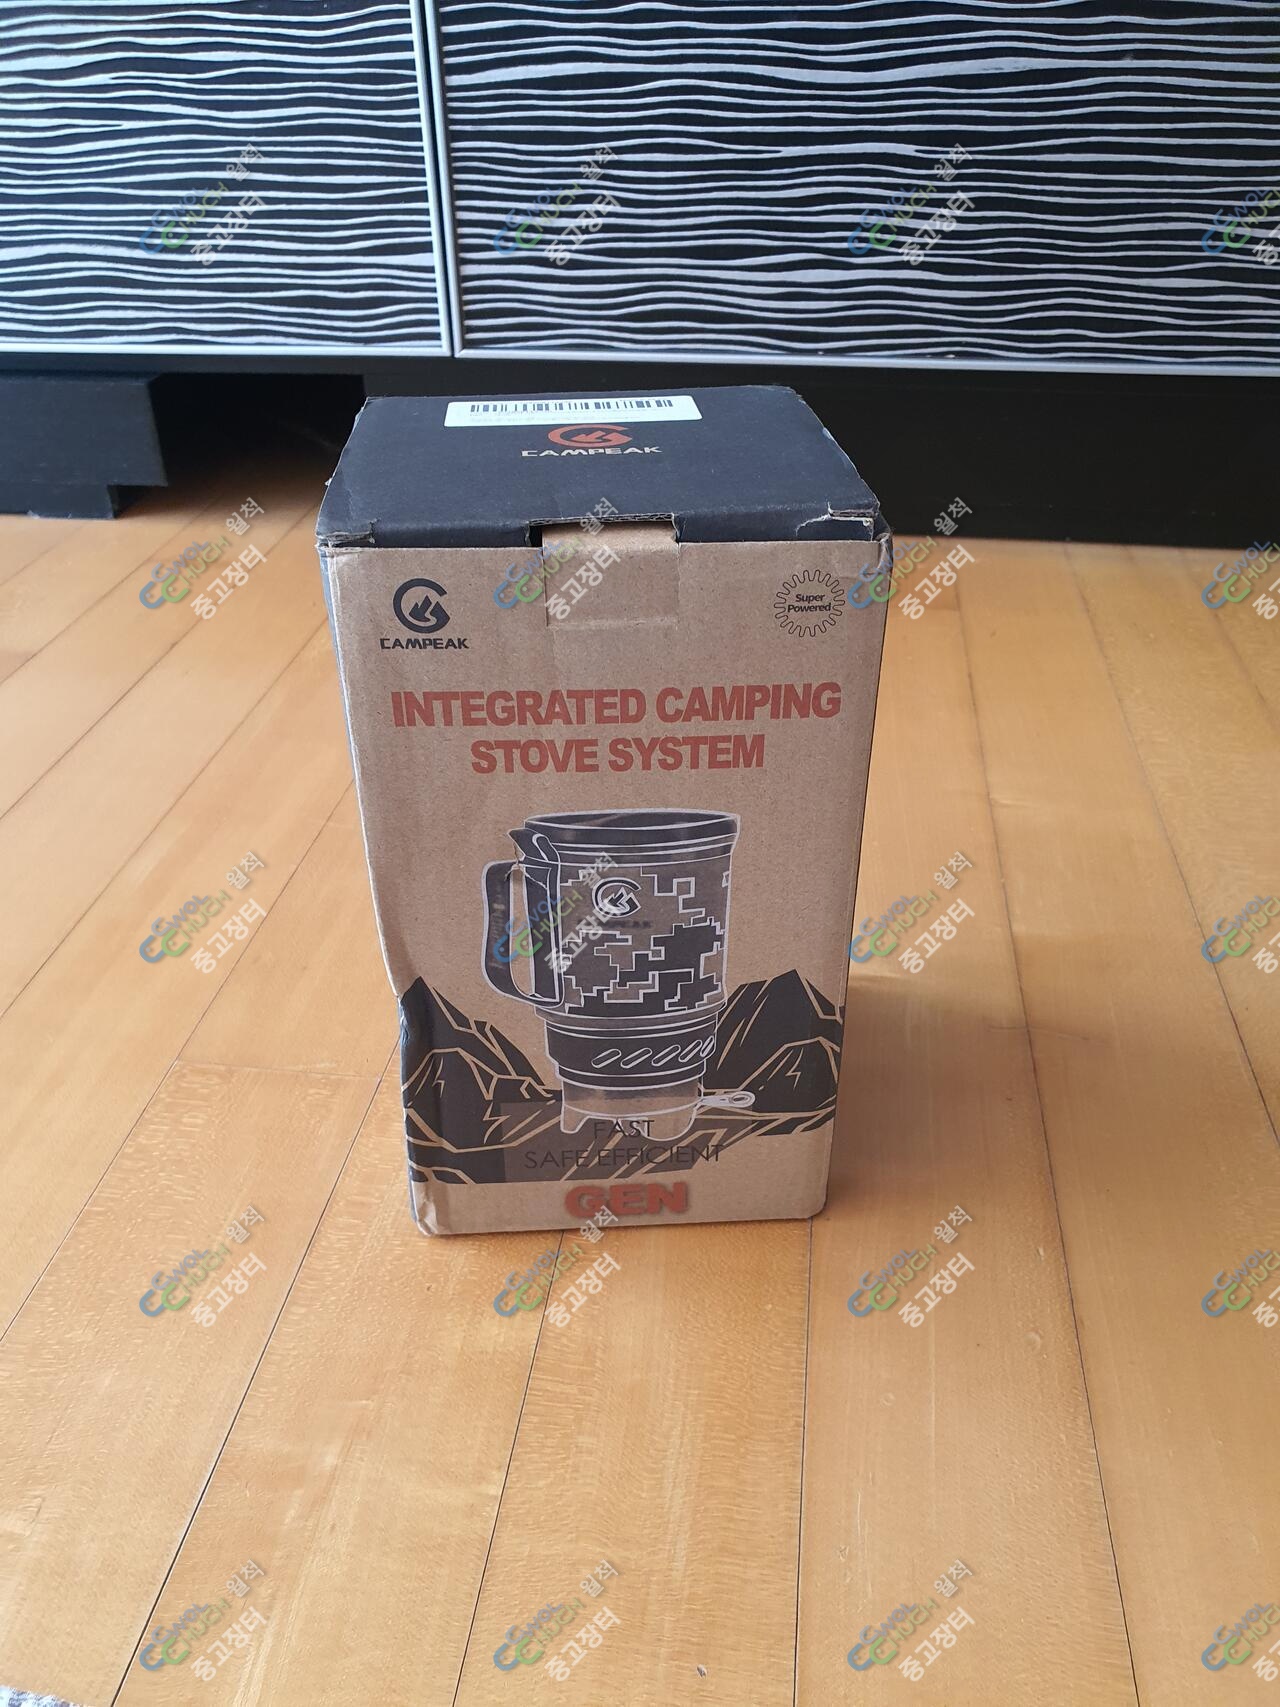 CAMPEAK
CAMPEAK
Super
Powered
INTEGRATED CAMPING
STOVE SYSTEM
FAST
SAFE EFFICIENT
GEN
CWOL
CHUCH 월척
중고장터